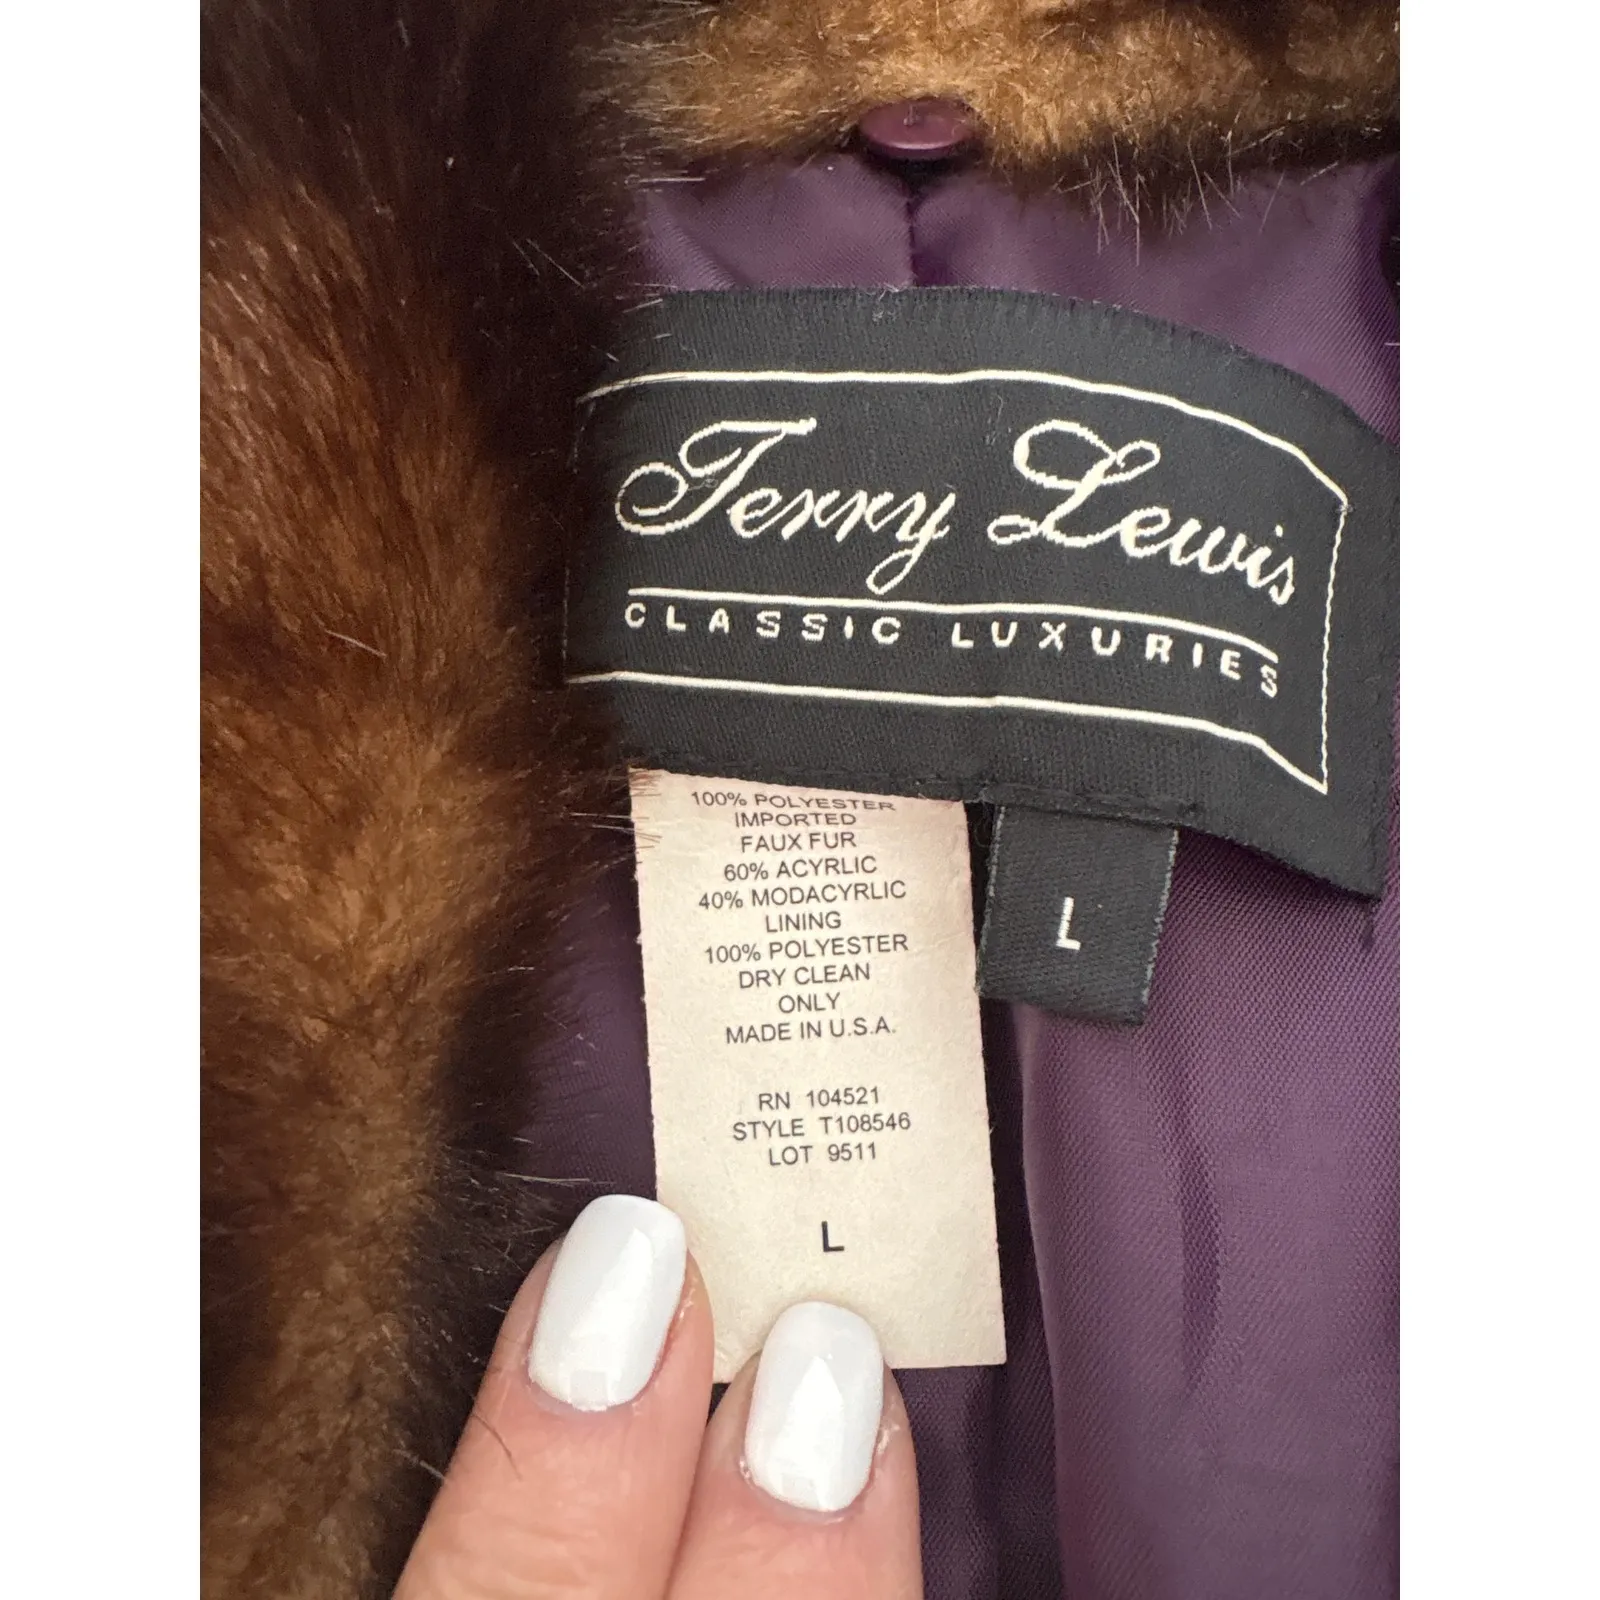 Terry Lewis
CLASSIC LUXURIES
L
100% POLYESTER
IMPORTED
FAUX FUR
60% ACYRLIC
40% MODACYRLIC
LINING
100% POLYESTER
DRY CLEAN
ONLY
MADE IN U.S.A.
RN 104521
STYLE T108546
LOT 9511
L